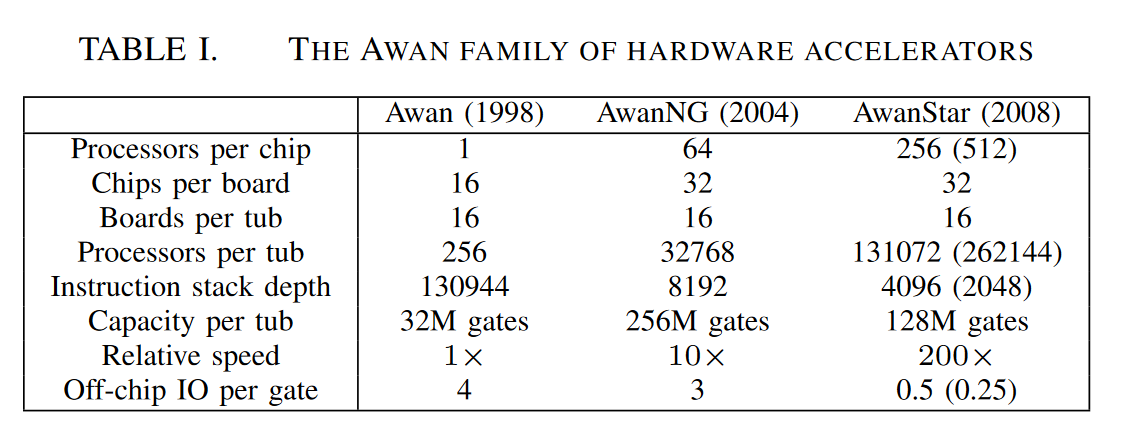 TABLE I. THE AWAN FAMILY OF HARDWARE ACCELERATORS
Awan (1998) AwanNG (2004) AwanStar (2008)
Processors per chip 1 64 256 (512)
Chips per board 16 32 32
Boards per tub 16 16 16
Processors per tub 256 32768 131072 (262144)
Instruction stack depth 130944 8192 4096 (2048)
Capacity per tub 32M gates 256M gates 128M gates
Relative speed 1× 10× 200×
Off-chip IO per gate 4 3 0.5 (0.25)